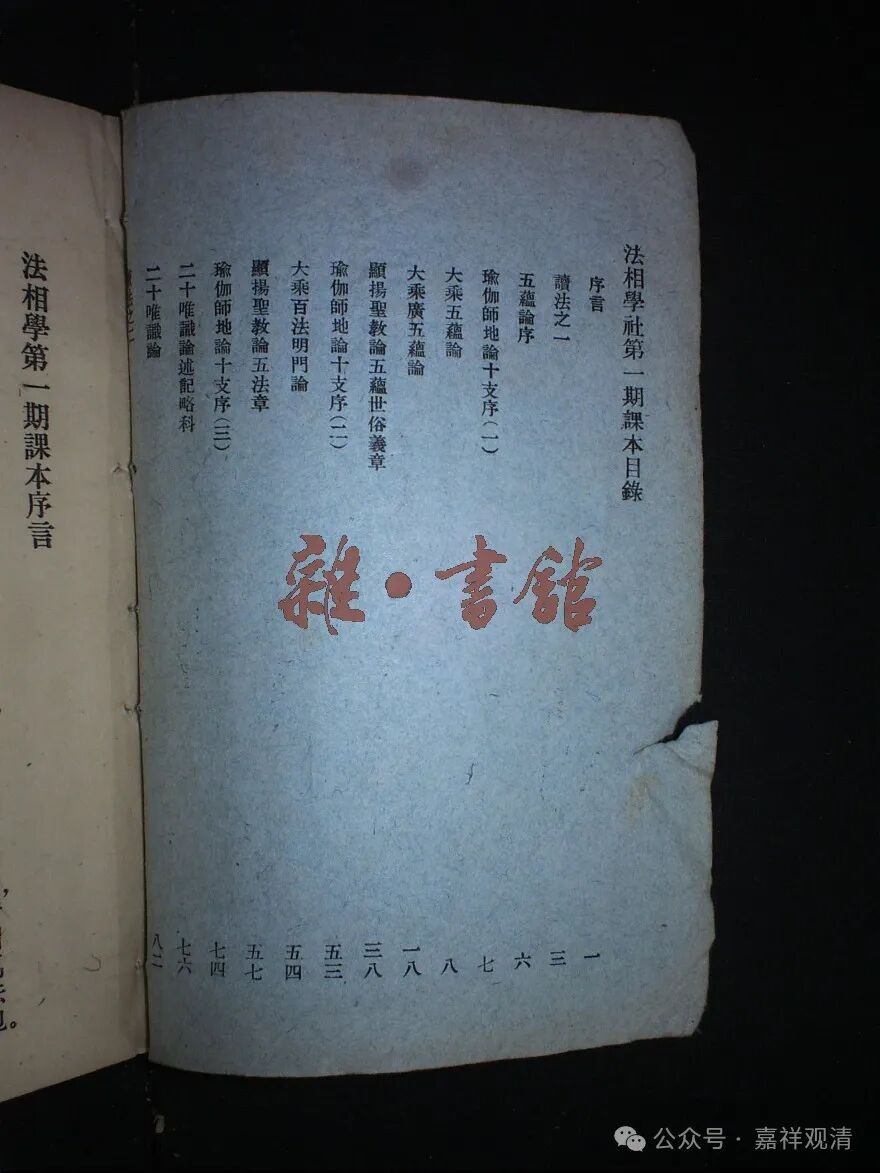 法相學社第一期課本目錄
序言 一
讀法之一 三
五蘊論序 六
瑜伽師地論十支序(一) 七
大乘五蘊論 八
大乘廣五蘊論 一八
顯揚聖教論五蘊世俗義章 三八
瑜伽師地論十支序(二) 五三
大乘百法明門論 五四
顯揚聖教論五法章 五七
瑜伽師地論十支序(三) 七四
二十唯識論述記略科 七六
二十唯識論 八二
法相學第一期課本序言
雜·書館
公众号·嘉祥观清